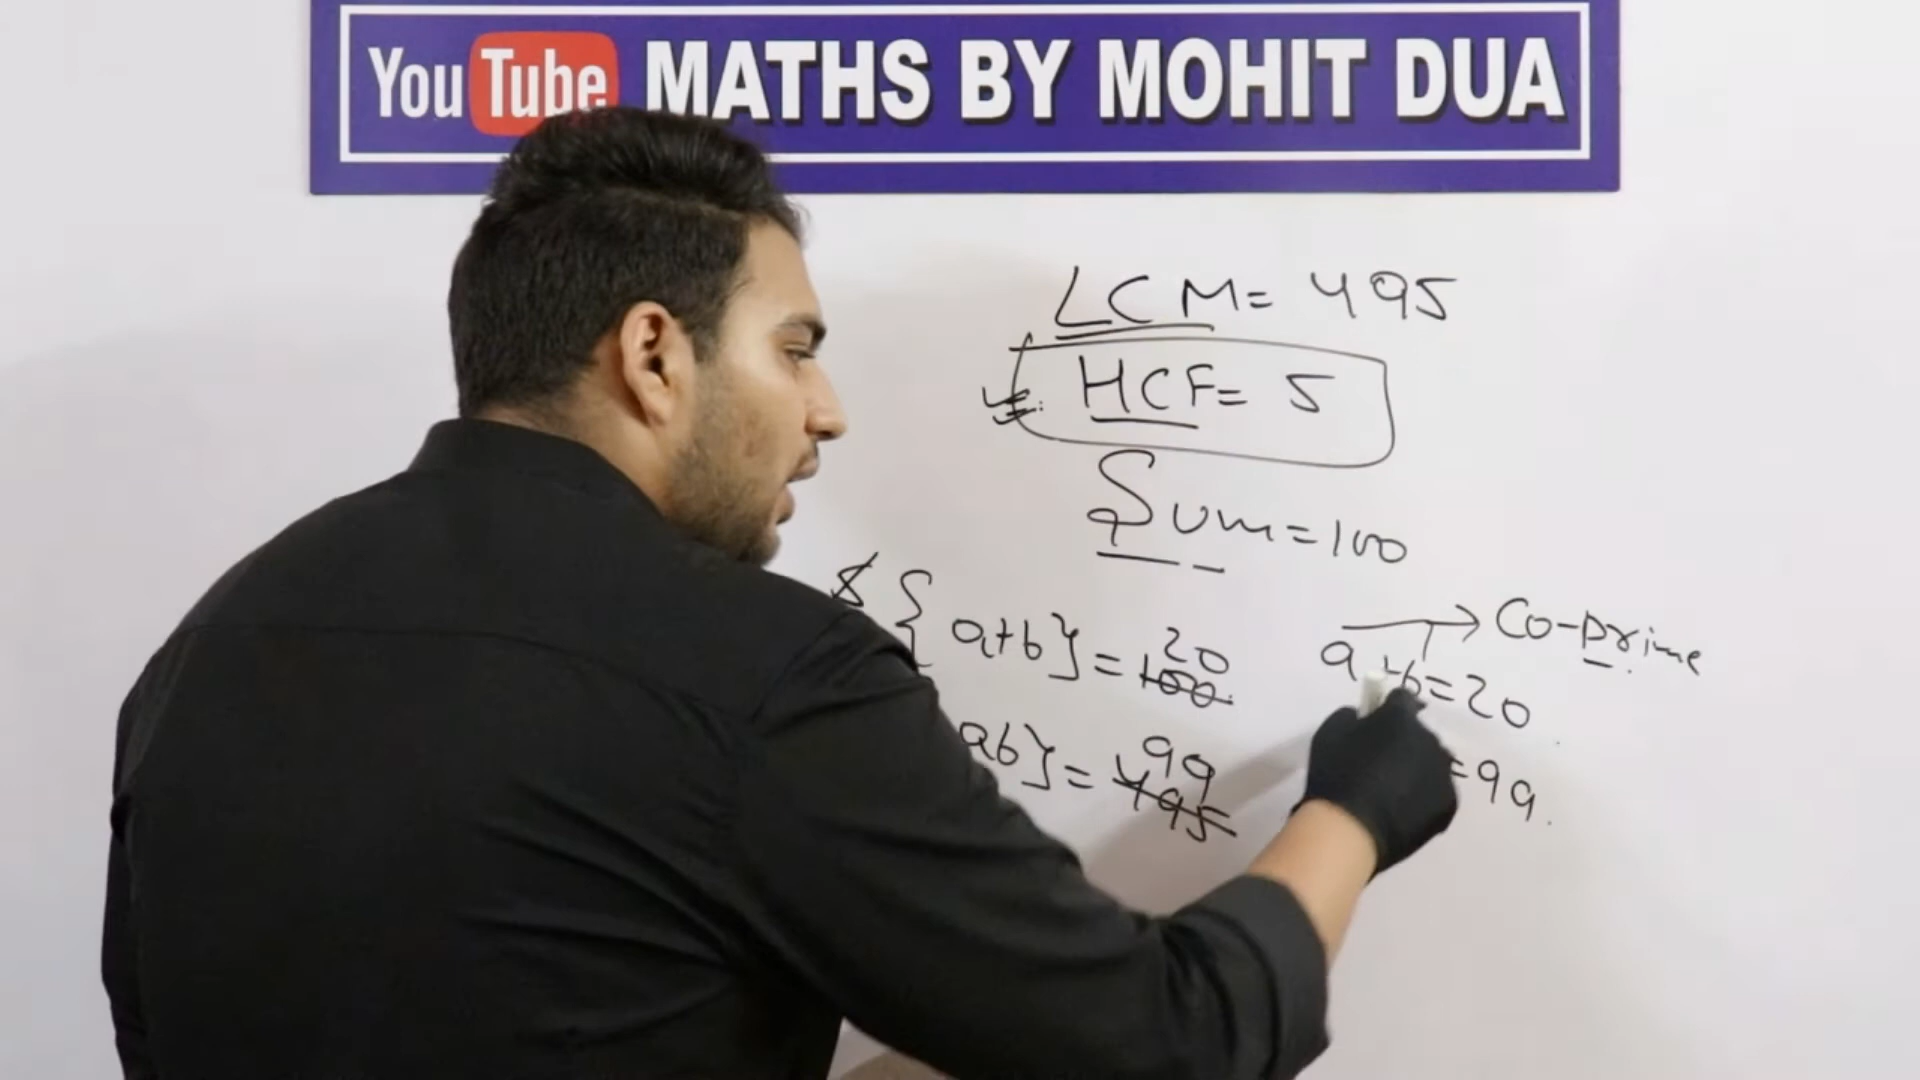 YouTube MATHS BY MOHIT DUA
LCM = 495
HCF = 5
Sum = 100
{ a+b } = 20
100
ab } = 99
495
→ Co-prime
a+b=20
=99